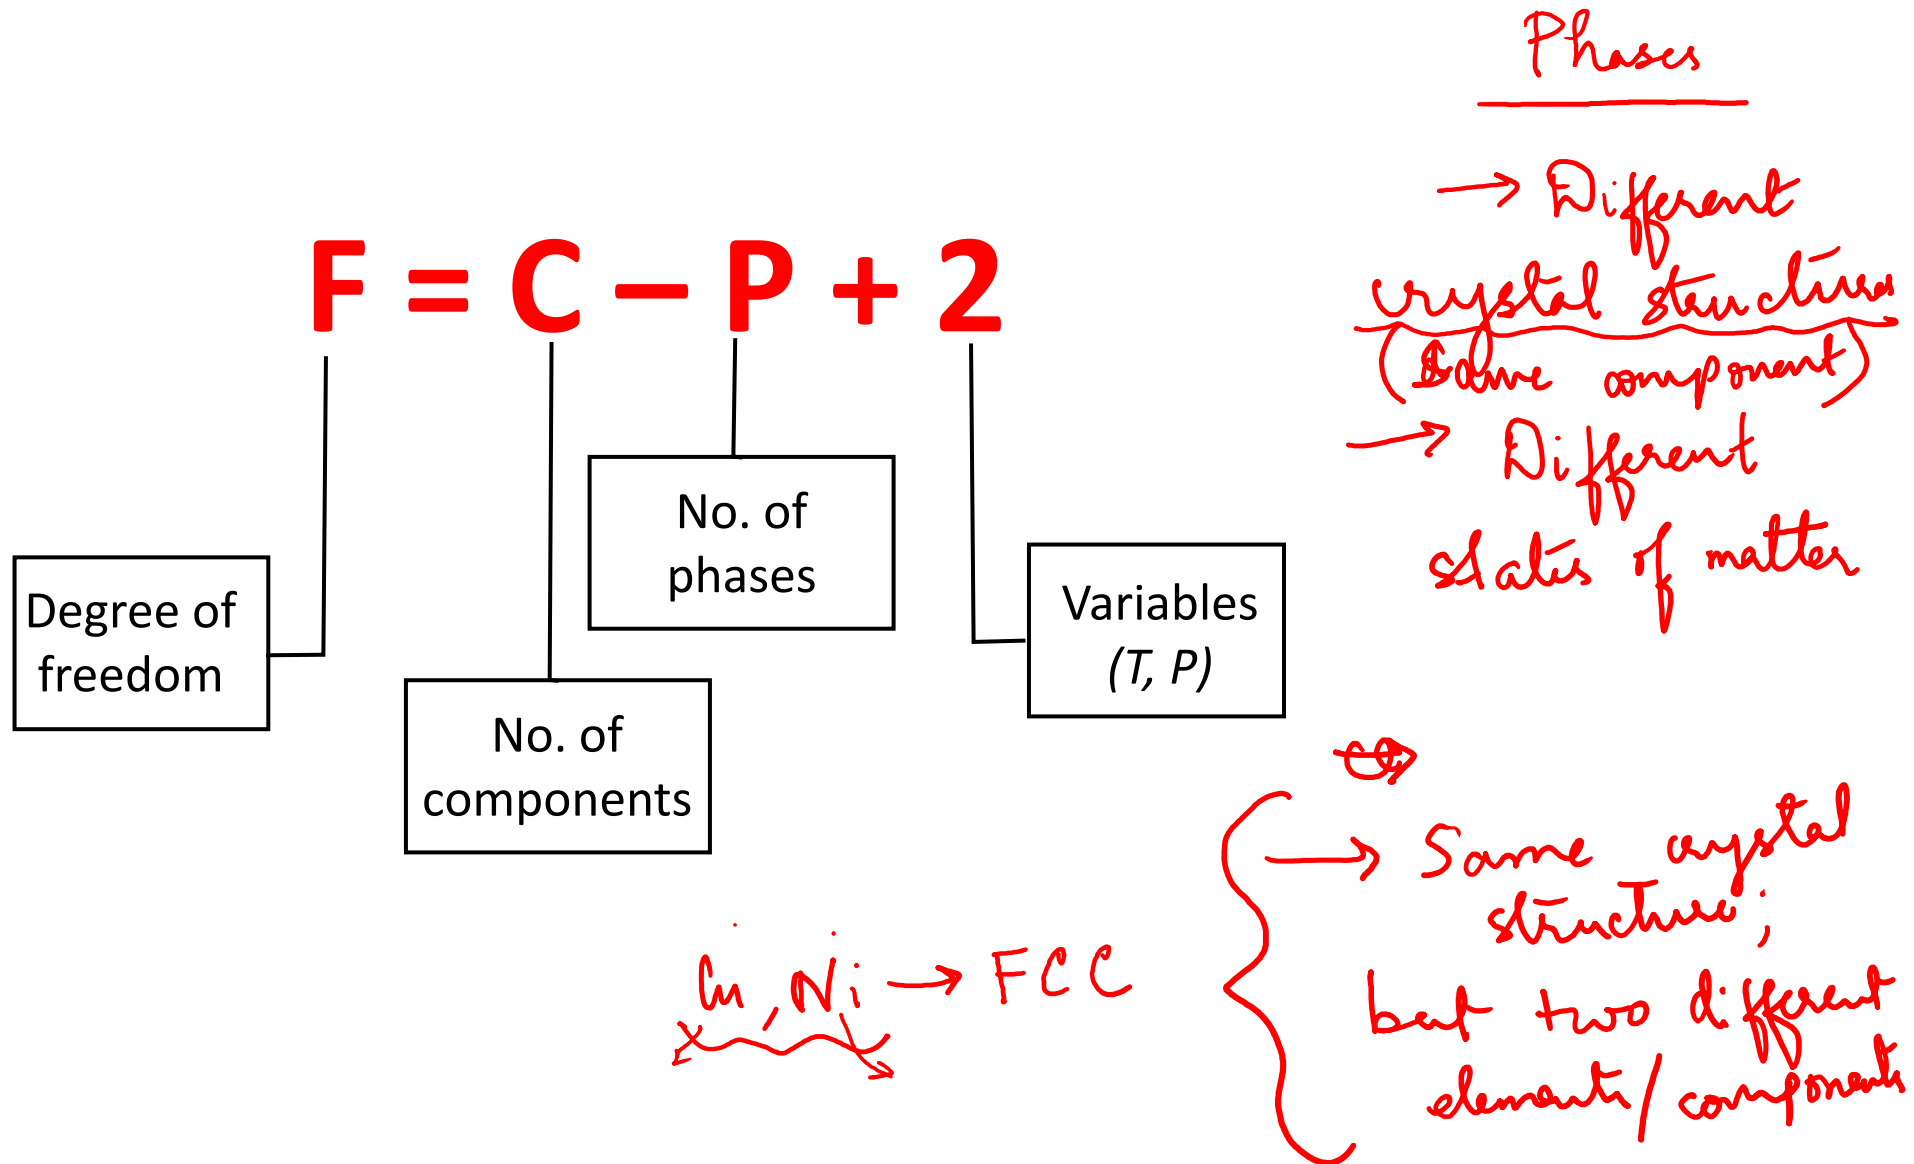 F = C – P + 2
Degree of
freedom
No. of
components
No. of
phases
Variables
(T, P)
Phases
→ Different
crystal structures
(Same component)
→ Different
states of matter
→ Same crystal
structure;
but two different
elements/components
Cu, Ni → FCC